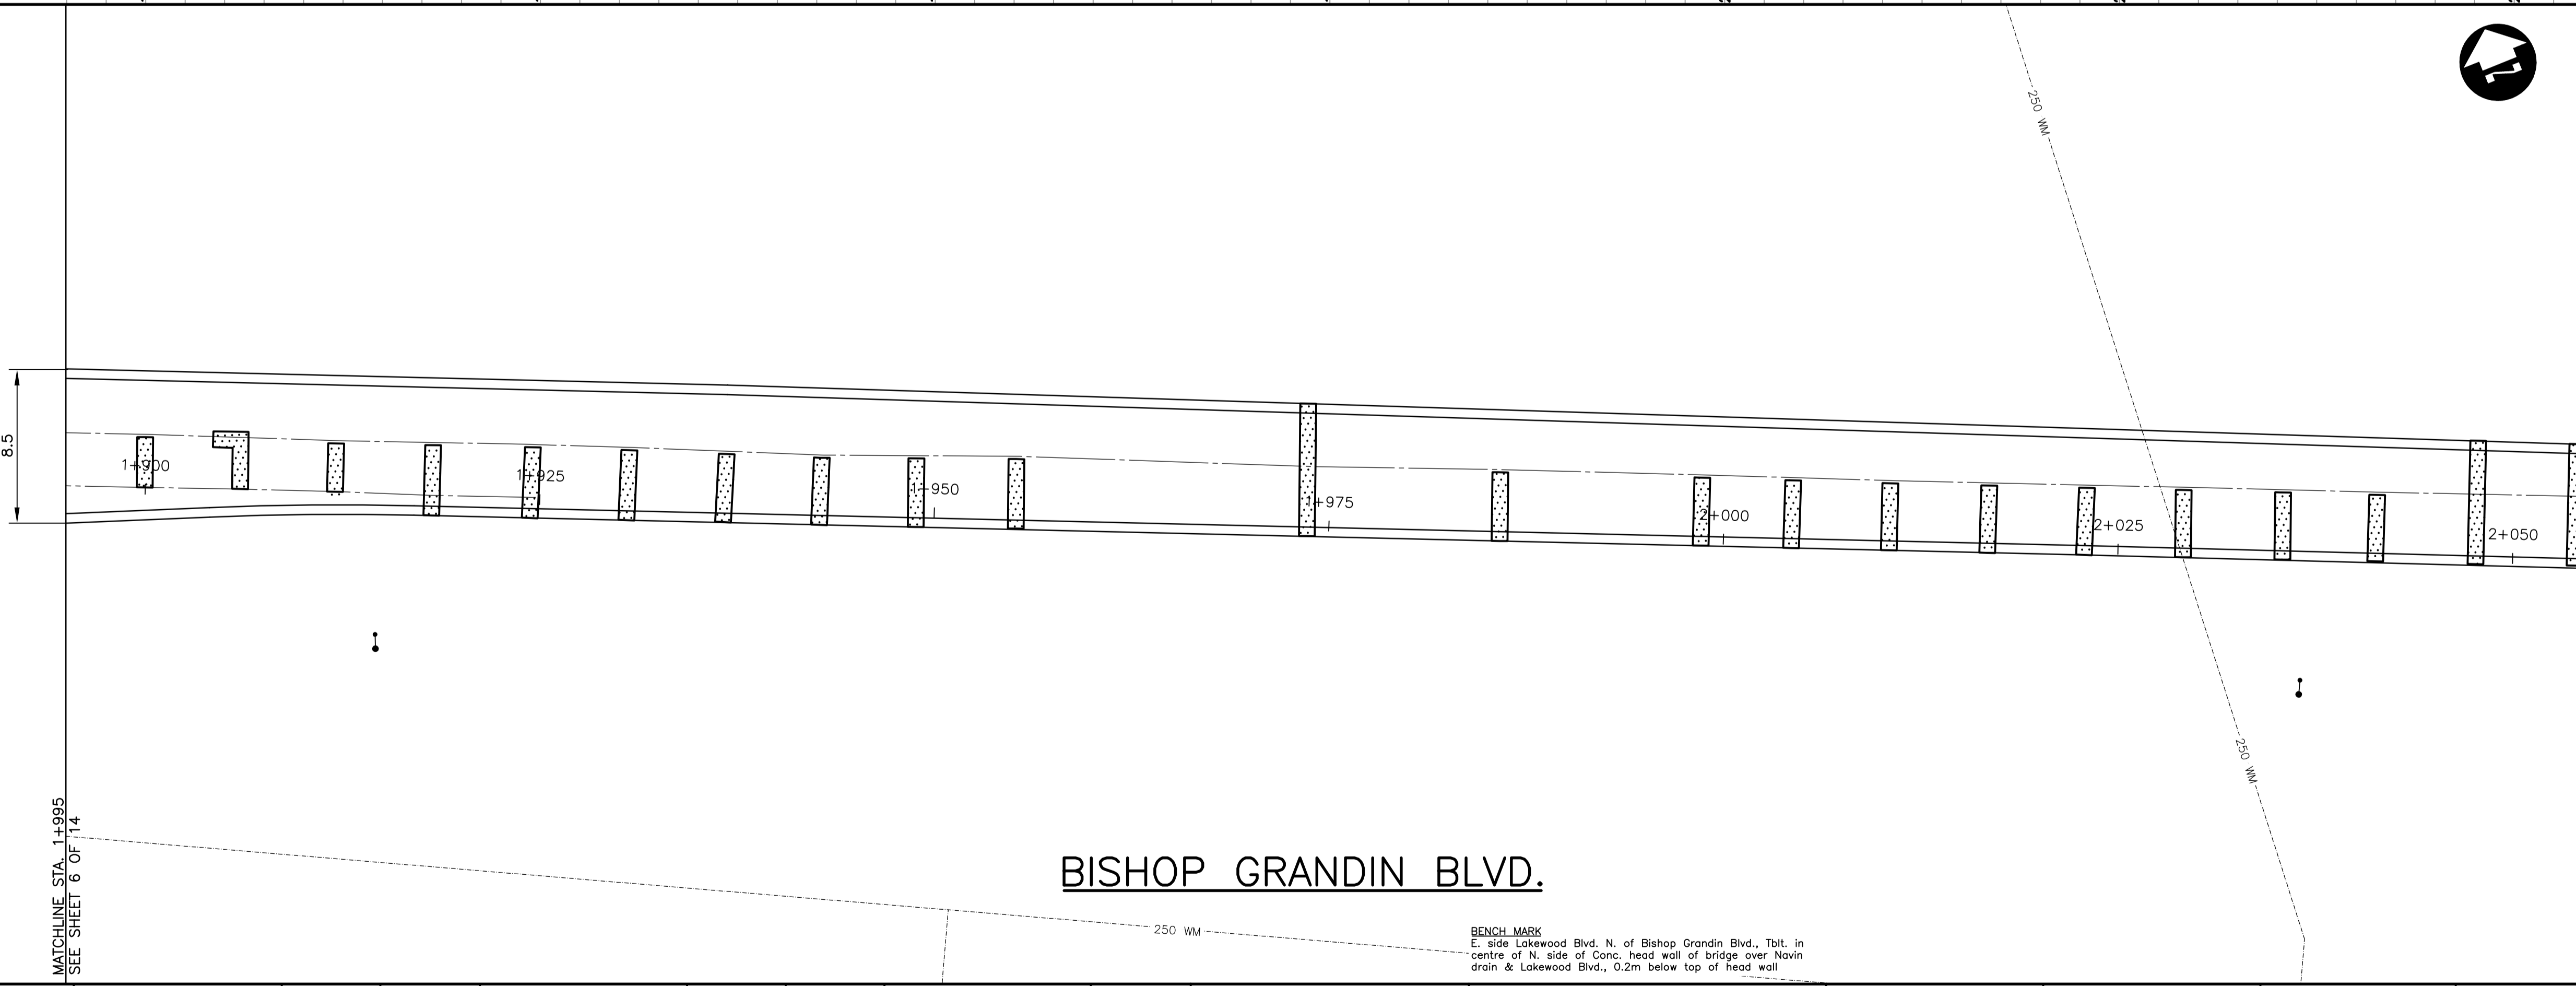 250 WM
8.5
1+900
1+925
1+950
1+975
2+000
2+025
2+050
250 WM
MATCHLINE STA. 1+995
SEE SHEET 6 OF 14
BISHOP GRANDIN BLVD.
250 WM
BENCH MARK
E. side Lakewood Blvd. N. of Bishop Grandin Blvd., Tblt. in
centre of N. side of Conc. head wall of bridge over Navin
drain & Lakewood Blvd., 0.2m below top of head wall